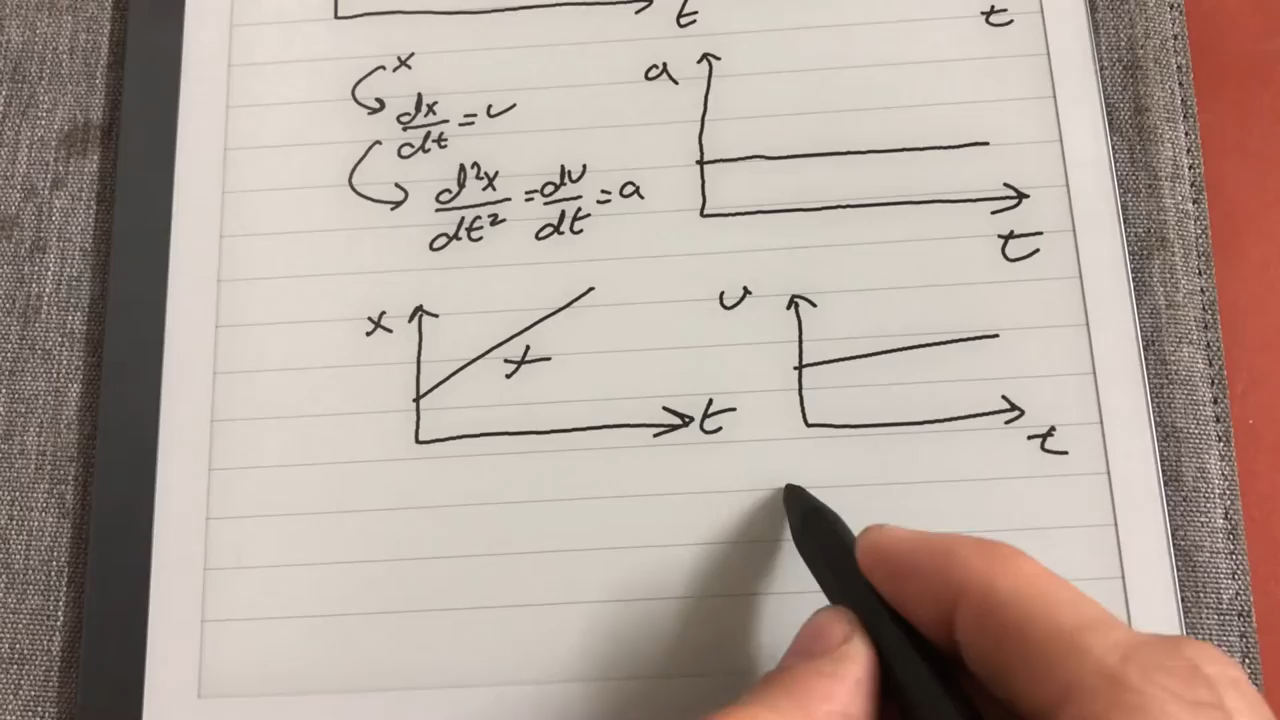 t t
x
dx/dt = v
d²x/dt² = dv/dt = a
a
t
x
t
v
t